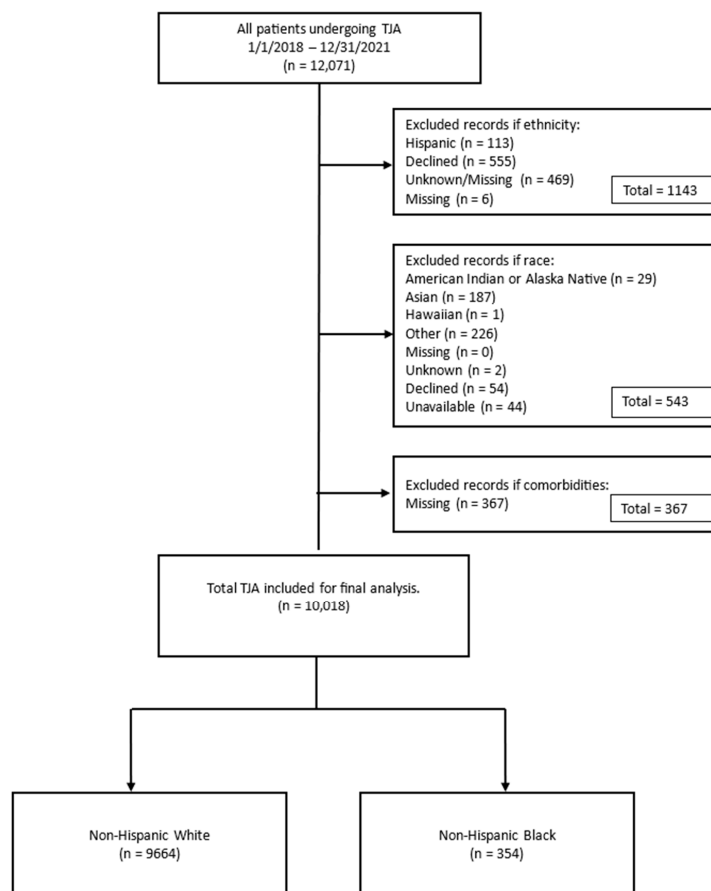 All patients undergoing TJA
1/1/2018 – 12/31/2021
(n = 12,071)
Excluded records if ethnicity:
Hispanic (n = 113)
Declined (n = 555)
Unknown/Missing (n = 469)
Missing (n = 6)
Total = 1143
Excluded records if race:
American Indian or Alaska Native (n = 29)
Asian (n = 187)
Hawaiian (n = 1)
Other (n = 226)
Missing (n = 0)
Unknown (n = 2)
Declined (n = 54)
Unavailable (n = 44)
Total = 543
Excluded records if comorbidities:
Missing (n = 367)
Total = 367
Total TJA included for final analysis.
(n = 10,018)
Non-Hispanic White
(n = 9664)
Non-Hispanic Black
(n = 354)